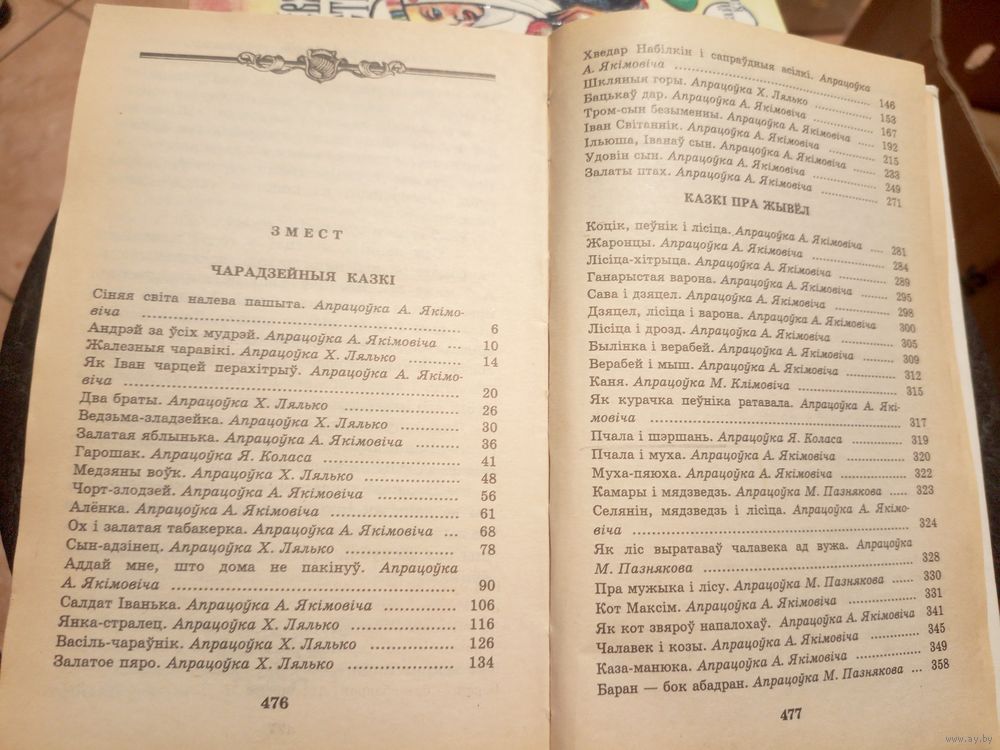 ЗМЕСТ
ЧАРАДЗЕЙНЫЯ КАЗКІ
Сіняя світа налева пашыта. Апрацоўка А. Якімо-
віча ........ 6
Андрэй за ўсіх мудрэй. Апрацоўка А. Якімовіча ... 10
Жалезныя чаравікі. Апрацоўка Х. Лялько ........ 14
Як Іван чарцей перахітрыў. Апрацоўка А. Якімо-
віча ........ 20
Два браты. Апрацоўка Х. Лялько ........ 26
Ведзьма-зладзейка. Апрацоўка Х. Лялько ........ 30
Залатая яблынька. Апрацоўка А. Якімовіча ........ 36
Гарошак. Апрацоўка Я. Коласа ........ 41
Медзяны воўк. Апрацоўка Х. Лялько ........ 48
Чорт-злодзей. Апрацоўка А. Якімовіча ........ 56
Алёнка. Апрацоўка А. Якімовіча ........ 61
Ох і залатая табакерка. Апрацоўка А. Якімовіча ... 68
Сын-адзінец. Апрацоўка Х. Лялько ........ 78
Аддай мне, што дома не пакінуў. Апрацоўка
А. Якімовіча ........ 90
Салдат Іванька. Апрацоўка А. Якімовіча ........ 106
Янка-стралец. Апрацоўка Х. Лялько ........ 116
Васіль-чараўнік. Апрацоўка Х. Лялько ........ 126
Залатое пяро. Апрацоўка Х. Лялько ........ 134
476
Хведар Набілкін і сапраўдныя асілкі. Апрацоўка
А. Якімовіча ........ 146
Шкляныя горы. Апрацоўка Х. Лялько ........ 153
Бацькаў дар. Апрацоўка А. Якімовіча ........ 167
Тром-сын безыменны. Апрацоўка А. Якімовіча ........ 192
Іван Світаннік. Апрацоўка А. Якімовіча ........ 215
Ільюша, Іванаў сын. Апрацоўка А. Якімовіча ........ 233
Удовін сын. Апрацоўка А. Якімовіча ........ 249
Залаты птах. Апрацоўка А. Якімовіча ........ 271
КАЗКІ ПРА ЖЫВЁЛ
Коцік, пеўнік і лісіца. Апрацоўка А. Якімовіча .... 281
Жаронцы. Апрацоўка А. Якімовіча ........ 284
Лісіца-хітрыца. Апрацоўка А. Якімовіча ........ 289
Ганарыстая варона. Апрацоўка А. Якімовіча ........ 295
Сава і дзяцел. Апрацоўка А. Якімовіча ........ 298
Дзяцел, лісіца і варона. Апрацоўка А. Якімовіча ... 300
Лісіца і дрозд. Апрацоўка А. Якімовіча ........ 305
Былінка і верабей. Апрацоўка А. Якімовіча ........ 309
Верабей і мыш. Апрацоўка А. Якімовіча ........ 312
Каня. Апрацоўка М. Клімовіча ........ 315
Як курачка пеўніка ратавала. Апрацоўка А. Які-
мовіча ........ 317
Пчала і шэршань. Апрацоўка Я. Коласа ........ 319
Пчала і муха. Апрацоўка А. Якімовіча ........ 320
Муха-пяюха. Апрацоўка А. Якімовіча ........ 322
Камары і мядзведзь. Апрацоўка М. Пазнякова ..... 323
Селянін, мядзведзь і лісіца. Апрацоўка А. Якімо-
віча ........ 324
Як ліс выратаваў чалавека ад вужа. Апрацоўка
М. Пазнякова ........ 328
Пра мужыка і лісу. Апрацоўка М. Пазнякова ..... 330
Кот Максім. Апрацоўка А. Якімовіча ........ 331
Як кот звяроў напалохаў. Апрацоўка А. Якімовіча 341
Чалавек і козы. Апрацоўка А. Якімовіча ........ 345
Каза-манюка. Апрацоўка А. Якімовіча ........ 349
Баран — бок абадран. Апрацоўка М. Пазнякова ... 358
477
www.ay.by